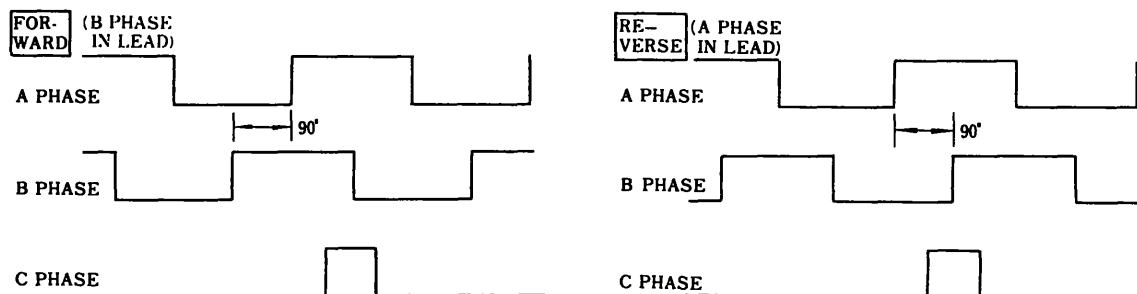 FOR-
WARD
(B PHASE
IN LEAD)
A PHASE
90°
B PHASE
C PHASE
RE-
VERSE
(A PHASE
IN LEAD)
A PHASE
90°
B PHASE
C PHASE